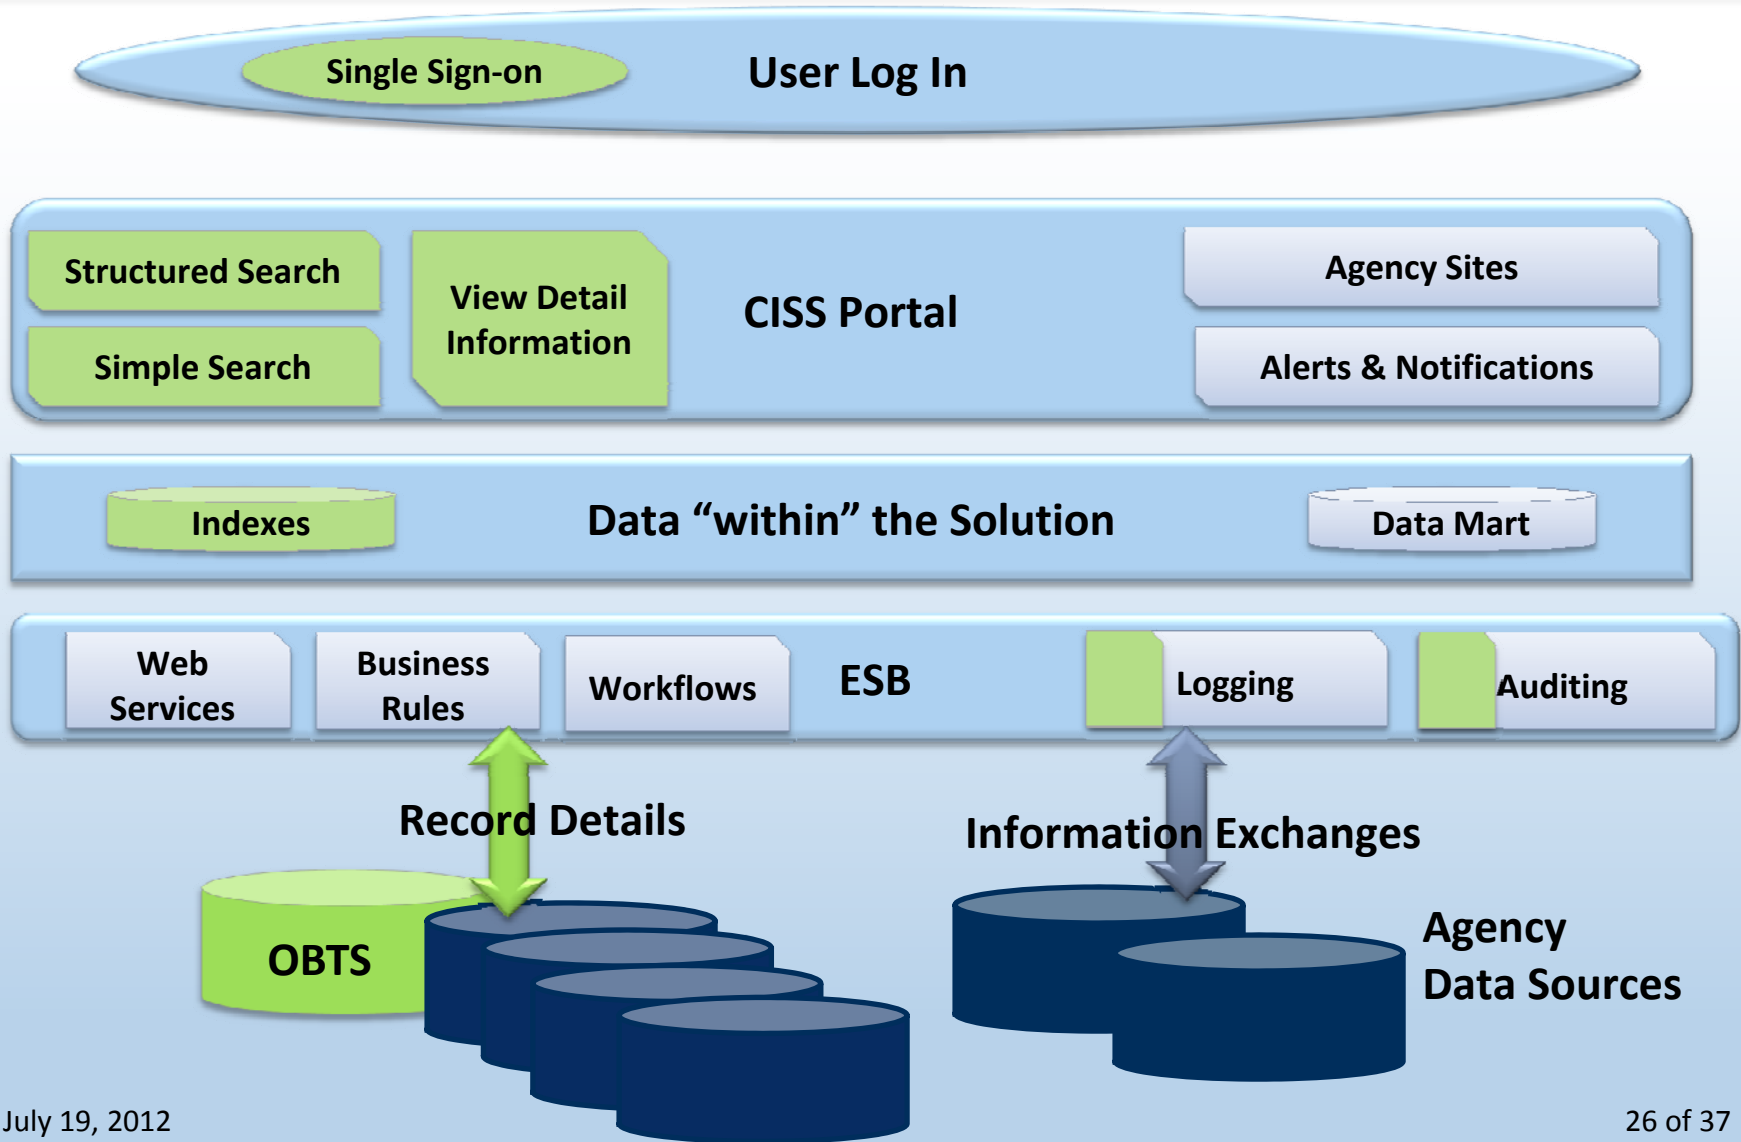 Single Sign-on
User Log In
Structured Search
Simple Search
View Detail
Information
CISS Portal
Agency Sites
Alerts & Notifications
Indexes
Data “within” the Solution
Data Mart
Web
Services
Business
Rules
Workflows
ESB
Logging
Auditing
Record Details
Information Exchanges
OBTS
Agency
Data Sources
July 19, 2012
26 of 37